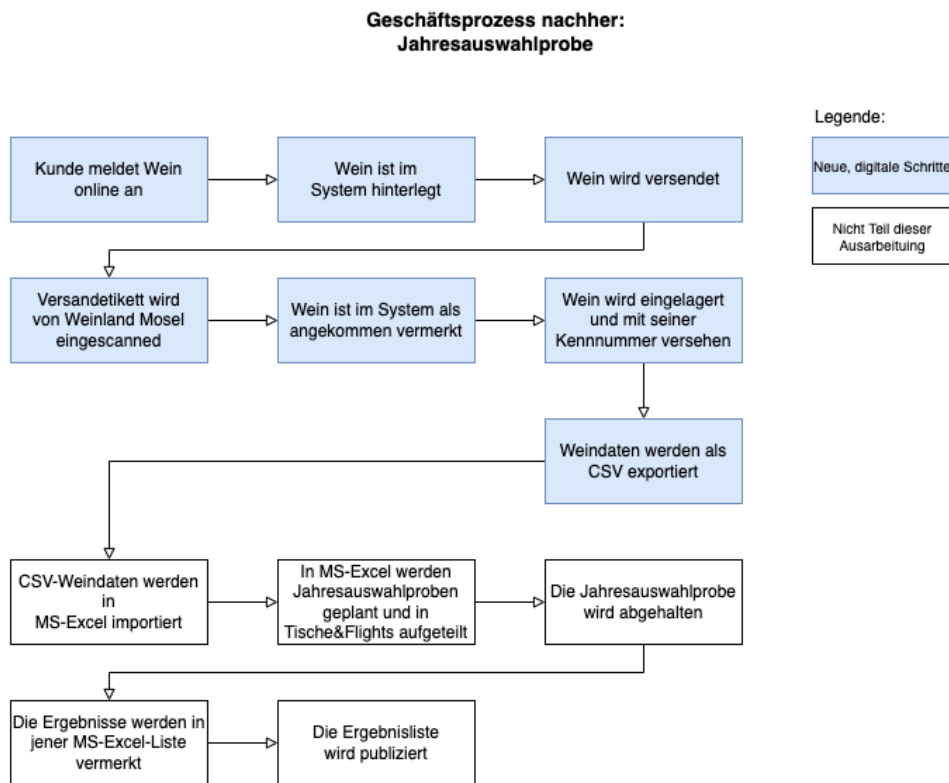 Geschäftsprozess nachher:
Jahresauswahlprobe
Legende:
Neue, digitale Schritte
Nicht Teil dieser
Ausarbeituing
Kunde meldet Wein
online an
Wein ist im
System hinterlegt
Wein wird versendet
Versandetikett wird
von Weinland Mosel
eingescanned
Wein ist im System als
angekommen vermerkt
Wein wird eingelagert
und mit seiner
Kennnummer versehen
Weindaten werden als
CSV exportiert
CSV-Weindaten werden
in
MS-Excel importiert
In MS-Excel werden
Jahresauswahlproben
geplant und in
Tische&Flights aufgeteilt
Die Jahresauswahlprobe
wird abgehalten
Die Ergebnisse werden in
jener MS-Excel-Liste
vermerkt
Die Ergebnisliste
wird publiziert